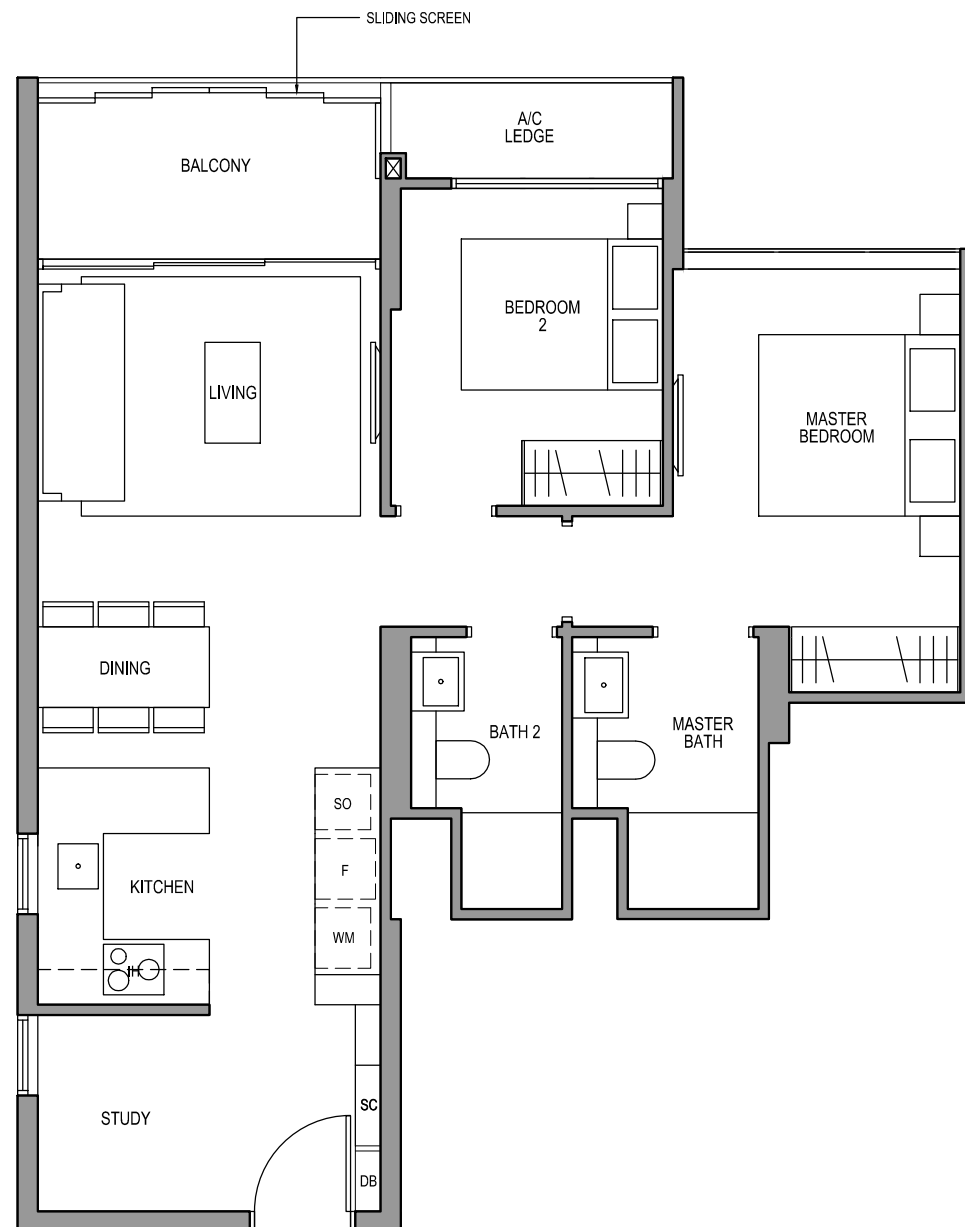 SLIDING SCREEN
A/C
LEDGE
BALCONY
BEDROOM
2
LIVING
MASTER
BEDROOM
DINING
BATH 2
MASTER
BATH
SO
F
KITCHEN
WM
SC
STUDY
DB